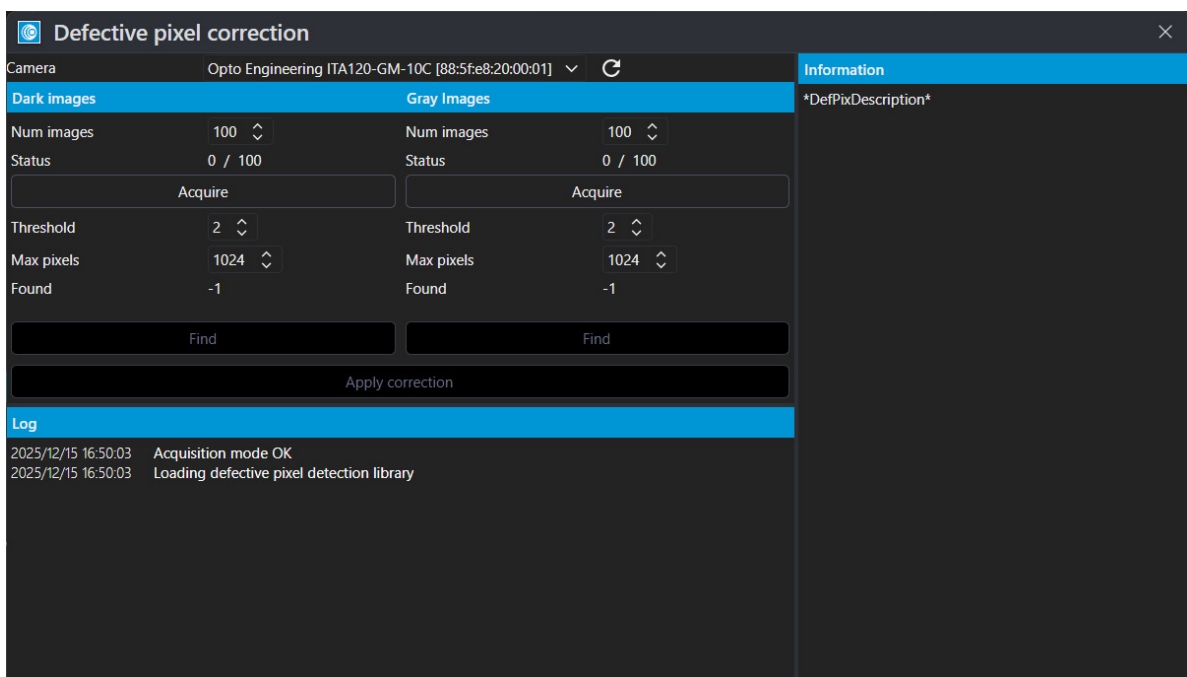 Defective pixel correction
Camera Opto Engineering ITA120-GM-10C [88:5f:e8:20:00:01]
Information
Dark images Gray Images
*DefPixDescription*
Num images 100 Num images 100
Status 0 / 100 Status 0 / 100
Acquire Acquire
Threshold 2 Threshold 2
Max pixels 1024 Max pixels 1024
Found -1 Found -1
Find Find
Apply correction
Log
2025/12/15 16:50:03 Acquisition mode OK
2025/12/15 16:50:03 Loading defective pixel detection library